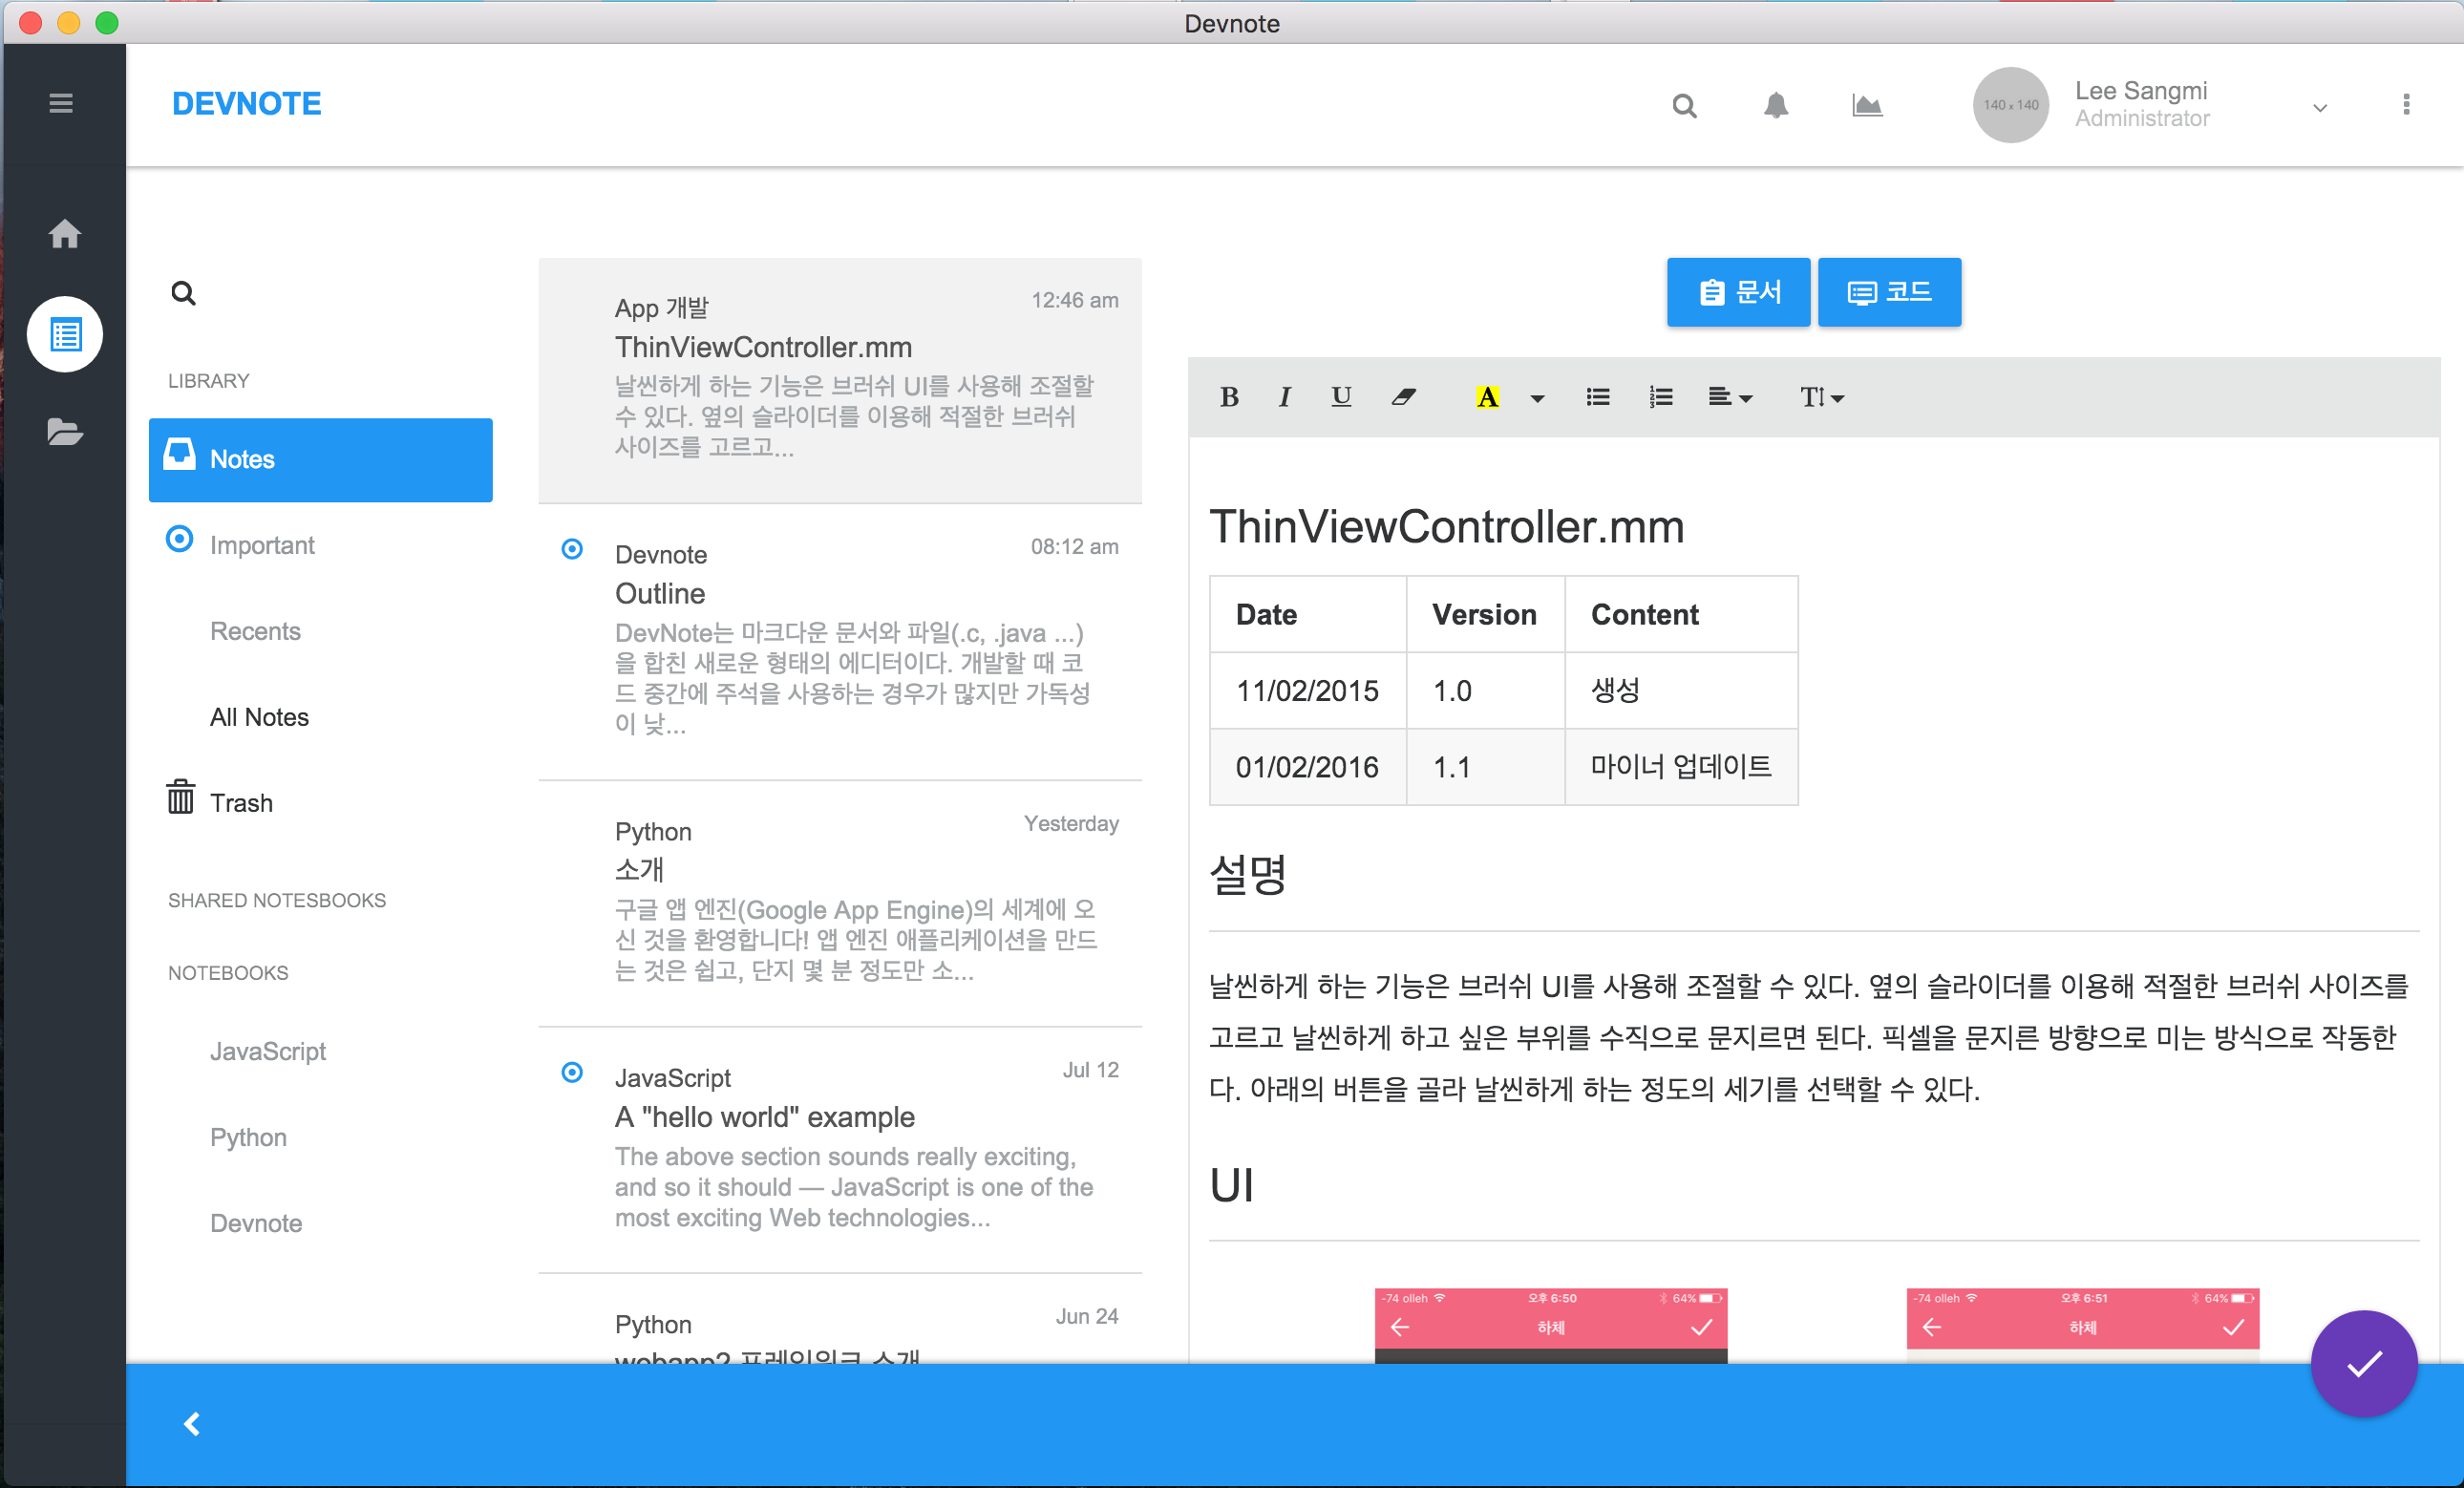 Devnote
DEVNOTE
140 x 140
Lee Sangmi
Administrator
LIBRARY
Notes
Important
Recents
All Notes
Trash
SHARED NOTESBOOKS
NOTEBOOKS
JavaScript
Python
Devnote
App 개발
12:46 am
ThinViewController.mm
날씬하게 하는 기능은 브러쉬 UI를 사용해 조절할
수 있다. 옆의 슬라이더를 이용해 적절한 브러쉬
사이즈를 고르고...
Devnote
08:12 am
Outline
DevNote는 마크다운 문서와 파일(.c, .java ...)
을 합친 새로운 형태의 에디터이다. 개발할 때 코
드 중간에 주석을 사용하는 경우가 많지만 가독성
이 낮...
Python
Yesterday
소개
구글 앱 엔진(Google App Engine)의 세계에 오
신 것을 환영합니다! 앱 엔진 애플리케이션을 만드
는 것은 쉽고, 단지 몇 분 정도만 소...
JavaScript
Jul 12
A "hello world" example
The above section sounds really exciting,
and so it should — JavaScript is one of the
most exciting Web technologies...
Python
Jun 24
webapp2 프레임워크 소개
문서
코드
B I U A T
ThinViewController.mm
Date Version Content
11/02/2015 1.0 생성
01/02/2016 1.1 마이너 업데이트
설명
날씬하게 하는 기능은 브러쉬 UI를 사용해 조절할 수 있다. 옆의 슬라이더를 이용해 적절한 브러쉬 사이즈를
고르고 날씬하게 하고 싶은 부위를 수직으로 문지르면 된다. 픽셀을 문지른 방향으로 미는 방식으로 작동한
다. 아래의 버튼을 골라 날씬하게 하는 정도의 세기를 선택할 수 있다.
UI
-74 olleh 오후 6:50 64%
하체
-74 olleh 오후 6:51 64%
하체